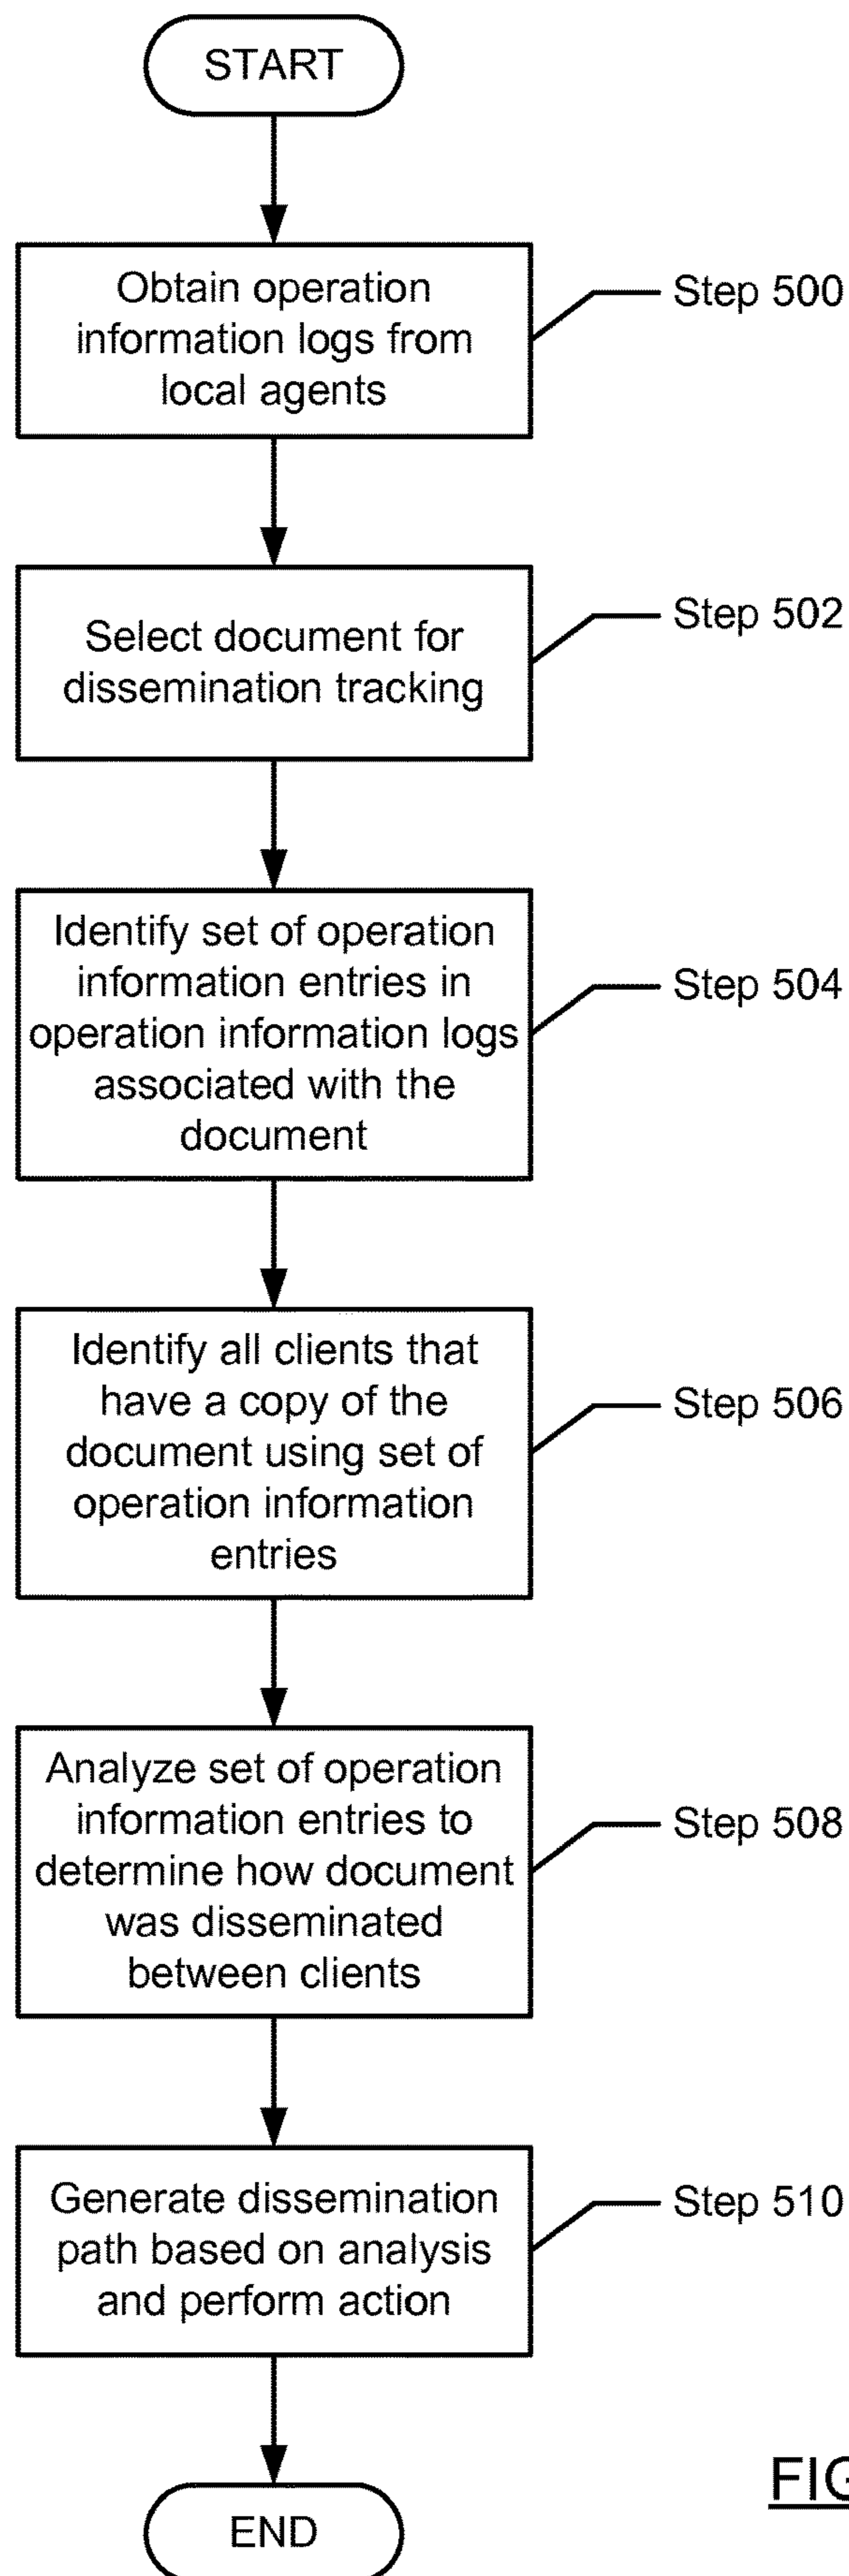 START
Obtain operation
information logs from
local agents
Step 500
Select document for
dissemination tracking
Step 502
Identify set of operation
information entries in
operation information logs
associated with the
document
Step 504
Identify all clients that
have a copy of the
document using set of
operation information
entries
Step 506
Analyze set of operation
information entries to
determine how document
was disseminated
between clients
Step 508
Generate dissemination
path based on analysis
and perform action
Step 510
END